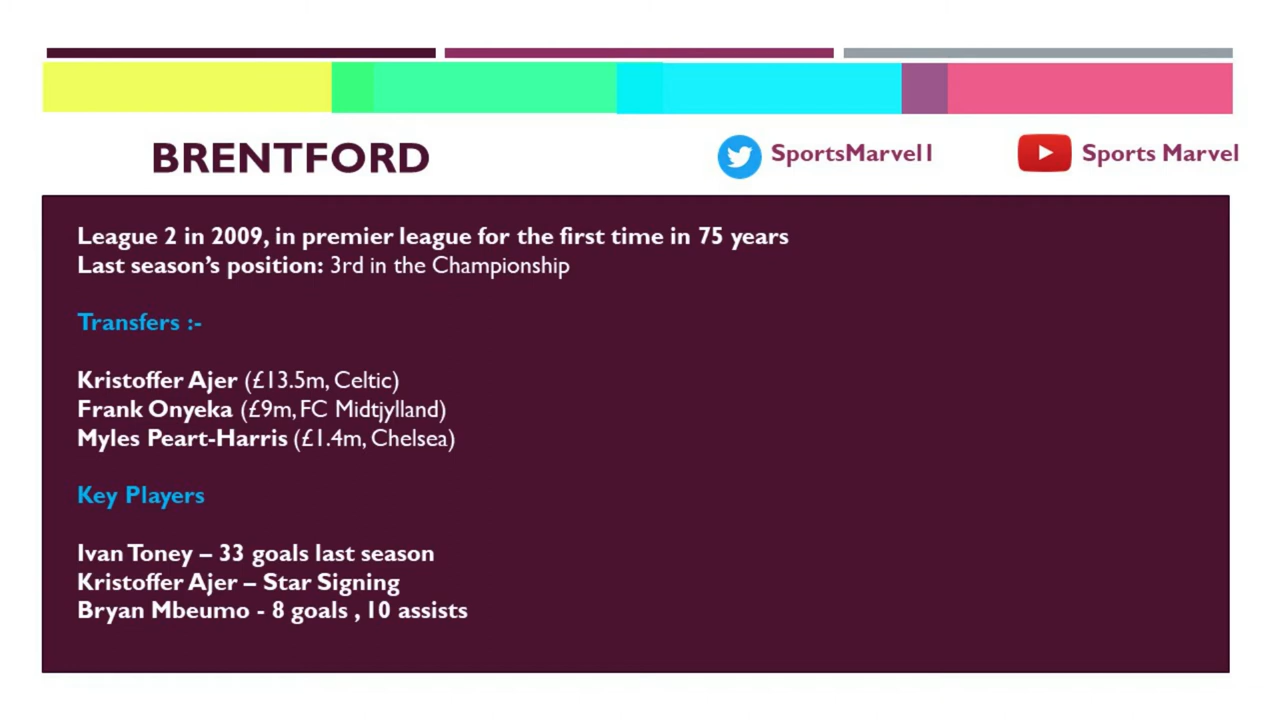 BRENTFORD
SportsMarvel1
Sports Marvel
League 2 in 2009, in premier league for the first time in 75 years
Last season’s position: 3rd in the Championship
Transfers :-
Kristoffer Ajer (£13.5m, Celtic)
Frank Onyeka (£9m, FC Midtjylland)
Myles Peart-Harris (£1.4m, Chelsea)
Key Players
Ivan Toney – 33 goals last season
Kristoffer Ajer – Star Signing
Bryan Mbeumo - 8 goals , 10 assists